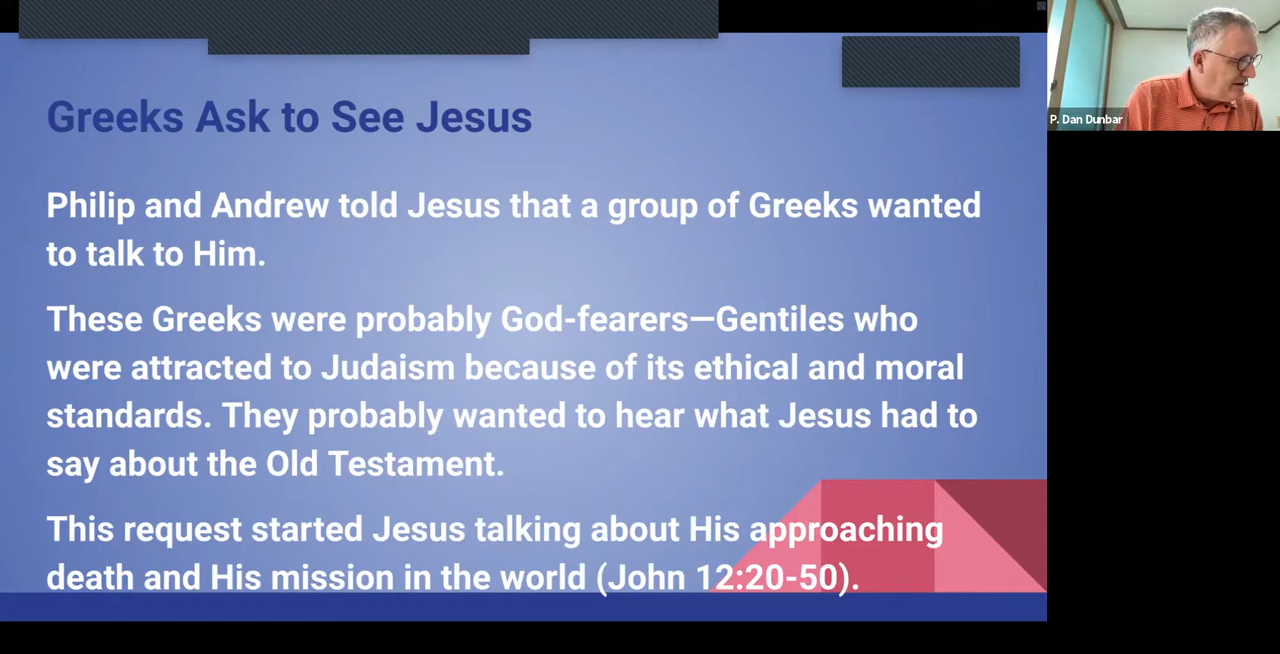 Greeks Ask to See Jesus
Philip and Andrew told Jesus that a group of Greeks wanted
to talk to Him.
These Greeks were probably God-fearers—Gentiles who
were attracted to Judaism because of its ethical and moral
standards. They probably wanted to hear what Jesus had to
say about the Old Testament.
This request started Jesus talking about His approaching
death and His mission in the world (John 12:20-50).
P. Dan Dunbar